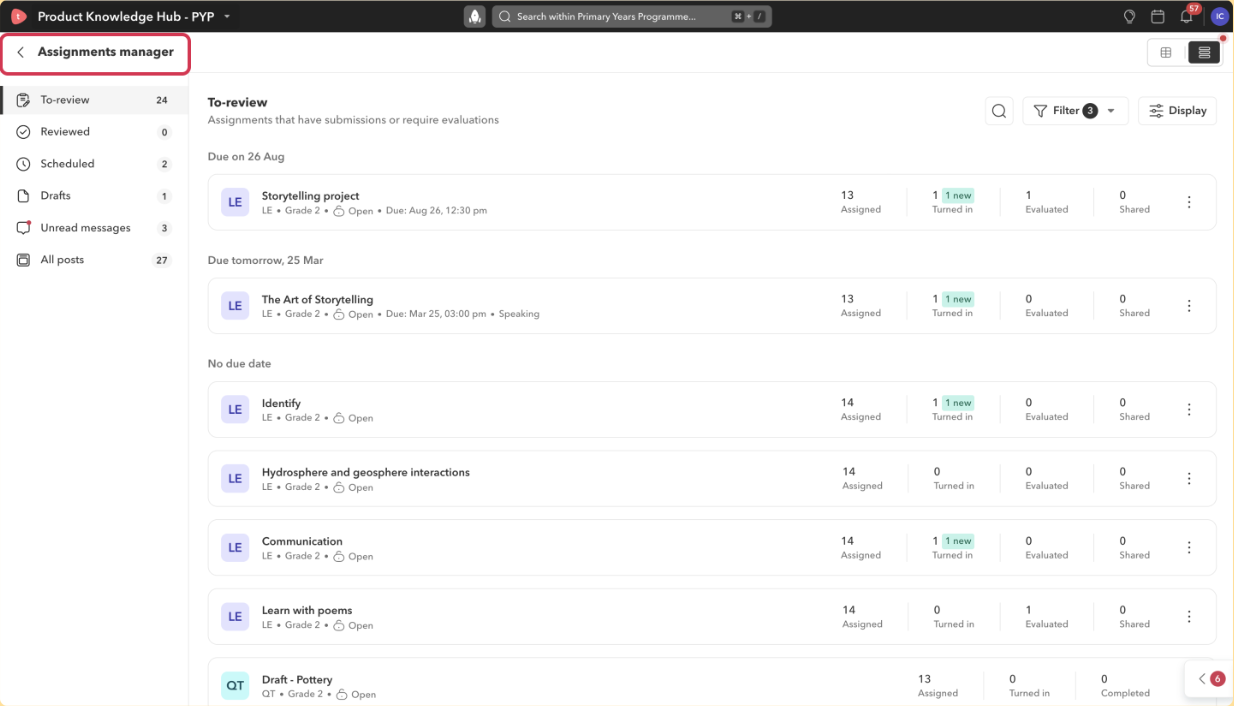 t Product Knowledge Hub - PYP
Search within Primary Years Programme... ⌘ + /
57
IC
Assignments manager
To-review 24
Reviewed 0
Scheduled 2
Drafts 1
Unread messages 3
All posts 27
To-review
Assignments that have submissions or require evaluations
Filter 3
Display
Due on 26 Aug
LE
Storytelling project
LE • Grade 2 • Open • Due: Aug 26, 12:30 pm
13 1 1 new 1 0
Assigned Turned in Evaluated Shared
Due tomorrow, 25 Mar
LE
The Art of Storytelling
LE • Grade 2 • Open • Due: Mar 25, 03:00 pm • Speaking
13 1 1 new 0 0
Assigned Turned in Evaluated Shared
No due date
LE
Identify
LE • Grade 2 • Open
14 1 1 new 0 0
Assigned Turned in Evaluated Shared
LE
Hydrosphere and geosphere interactions
LE • Grade 2 • Open
14 0 0 0
Assigned Turned in Evaluated Shared
LE
Communication
LE • Grade 2 • Open
14 1 1 new 0 0
Assigned Turned in Evaluated Shared
LE
Learn with poems
LE • Grade 2 • Open
14 0 1 0
Assigned Turned in Evaluated Shared
QT
Draft - Pottery
QT • Grade 2 • Open
13 0 0
Assigned Turned in Completed
6